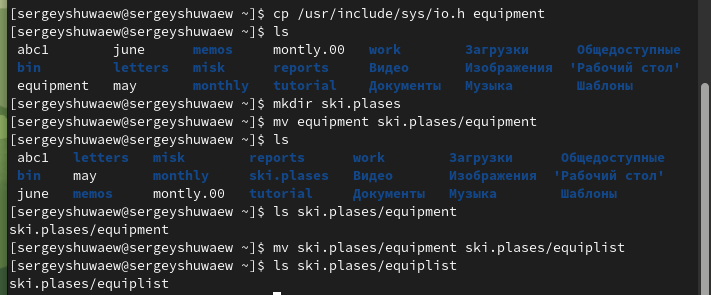 [sergeyshuwaew@sergeyshuwaew ~]$ cp /usr/include/sys/io.h equipment
[sergeyshuwaew@sergeyshuwaew ~]$ ls
abc1 june memos montly.00 work Загрузки Общедоступные
bin letters misk reports Видео Изображения 'Рабочий стол'
equipment may monthly tutorial Документы Музыка Шаблоны
[sergeyshuwaew@sergeyshuwaew ~]$ mkdir ski.plases
[sergeyshuwaew@sergeyshuwaew ~]$ mv equipment ski.plases/equipment
[sergeyshuwaew@sergeyshuwaew ~]$ ls
abc1 letters misk reports work Загрузки Общедоступные
bin may monthly ski.plases Видео Изображения 'Рабочий стол'
june memos montly.00 tutorial Документы Музыка Шаблоны
[sergeyshuwaew@sergeyshuwaew ~]$ ls ski.plases/equipment
ski.plases/equipment
[sergeyshuwaew@sergeyshuwaew ~]$ mv ski.plases/equipment ski.plases/equiplist
[sergeyshuwaew@sergeyshuwaew ~]$ ls ski.plases/equiplist
ski.plases/equiplist